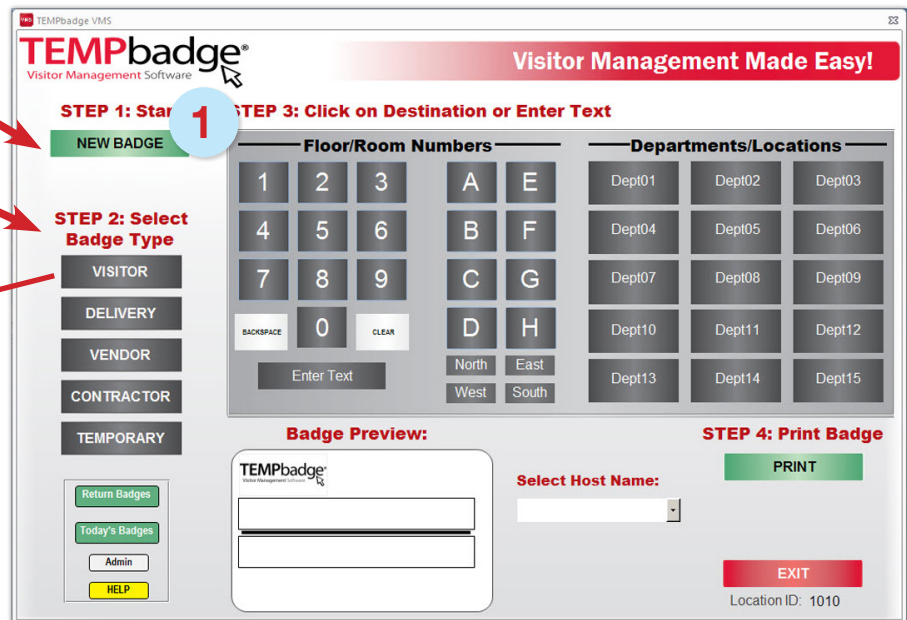 VMS TEMPbadge VMS
TEMPbadge®
Visitor Management Software
Visitor Management Made Easy!
STEP 1: Star
1
STEP 3: Click on Destination or Enter Text
NEW BADGE
Floor/Room Numbers
Departments/Locations
1 2 3 A E Dept01 Dept02 Dept03
STEP 2: Select
Badge Type
4 5 6 B F Dept04 Dept05 Dept06
VISITOR
7 8 9 C G Dept07 Dept08 Dept09
DELIVERY
BACKSPACE 0 CLEAR D H Dept10 Dept11 Dept12
VENDOR
North East
Enter Text
West South
Dept13 Dept14 Dept15
CONTRACTOR
TEMPORARY
Badge Preview:
STEP 4: Print Badge
TEMPbadge
Visitor Management Software
PRINT
Select Host Name:
Return Badges
Today's Badges
Admin
HELP
EXIT
Location ID: 1010